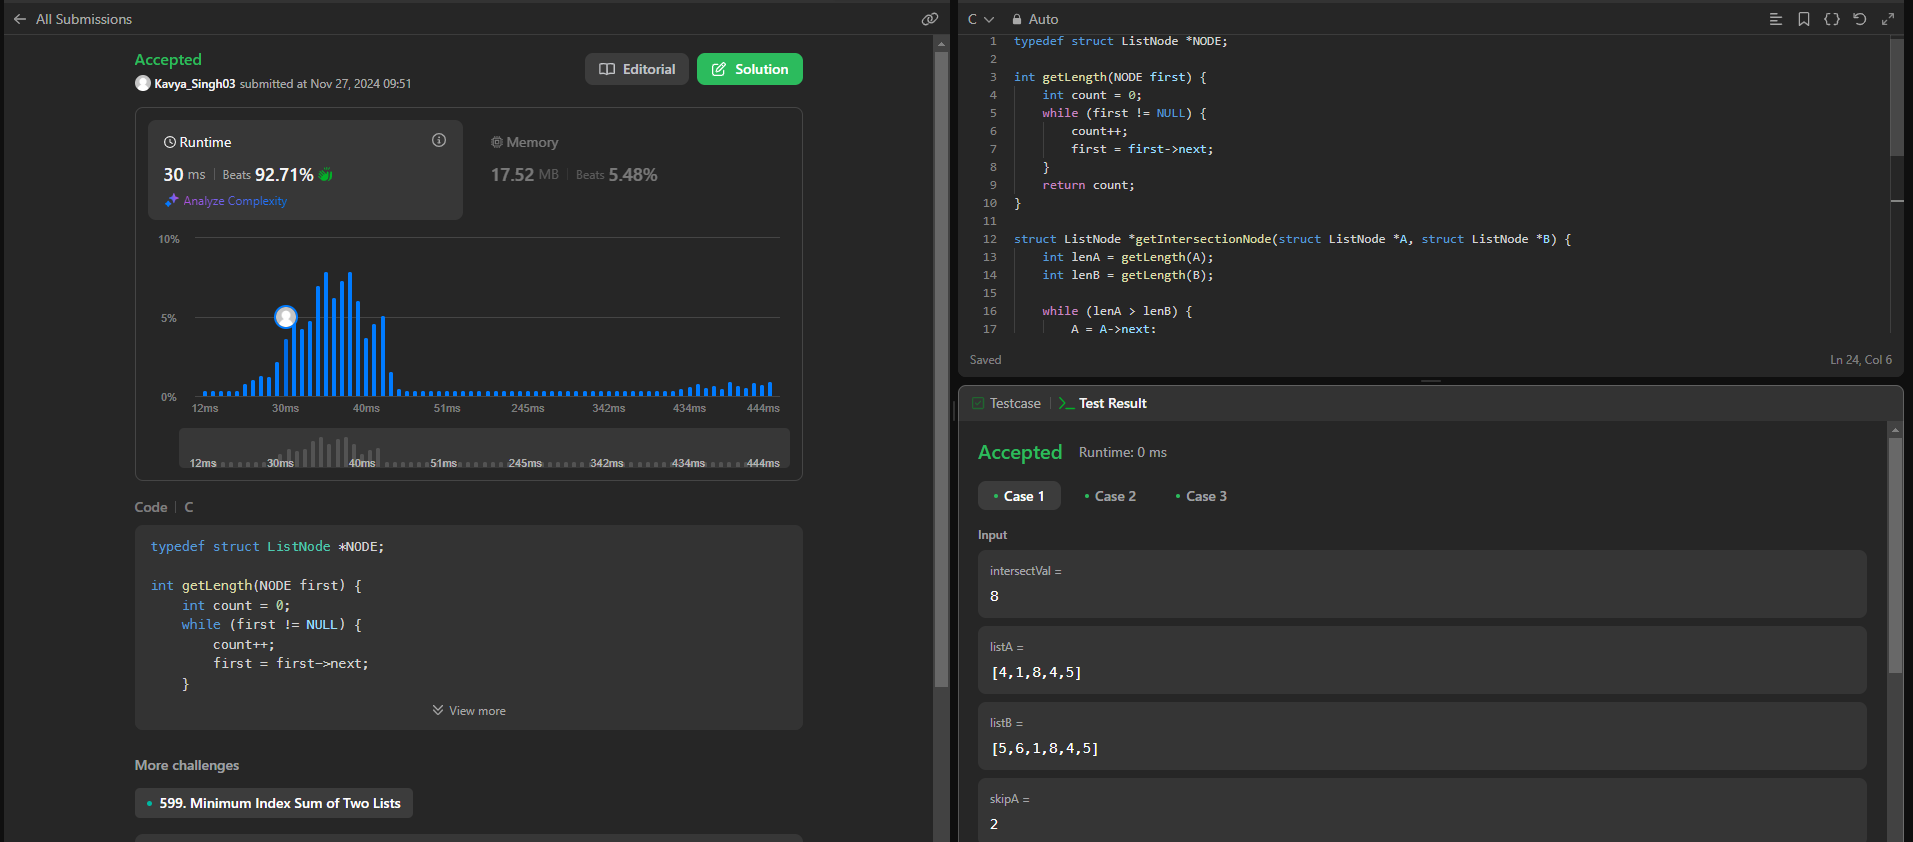 All Submissions
Accepted
Kavya_Singh03 submitted at Nov 27, 2024 09:51
Editorial
Solution
Runtime
30 ms | Beats 92.71%
Analyze Complexity
Memory
17.52 MB | Beats 5.48%
10%
5%
0%
12ms 30ms 40ms 51ms 245ms 342ms 434ms 444ms
12ms 30ms 40ms 51ms 245ms 342ms 434ms 444ms
Code | C
typedef struct ListNode *NODE;
int getLength(NODE first) {
    int count = 0;
    while (first != NULL) {
        count++;
        first = first->next;
    }
View more
More challenges
599. Minimum Index Sum of Two Lists
C Auto
1 typedef struct ListNode *NODE;
2
3 int getLength(NODE first) {
4     int count = 0;
5     while (first != NULL) {
6         count++;
7         first = first->next;
8     }
9     return count;
10 }
11
12 struct ListNode *getIntersectionNode(struct ListNode *A, struct ListNode *B) {
13     int lenA = getLength(A);
14     int lenB = getLength(B);
15
16     while (lenA > lenB) {
17         A = A->next;
Saved
Ln 24, Col 6
Testcase | Test Result
Accepted Runtime: 0 ms
Case 1 Case 2 Case 3
Input
intersectVal =
8
listA =
[4,1,8,4,5]
listB =
[5,6,1,8,4,5]
skipA =
2